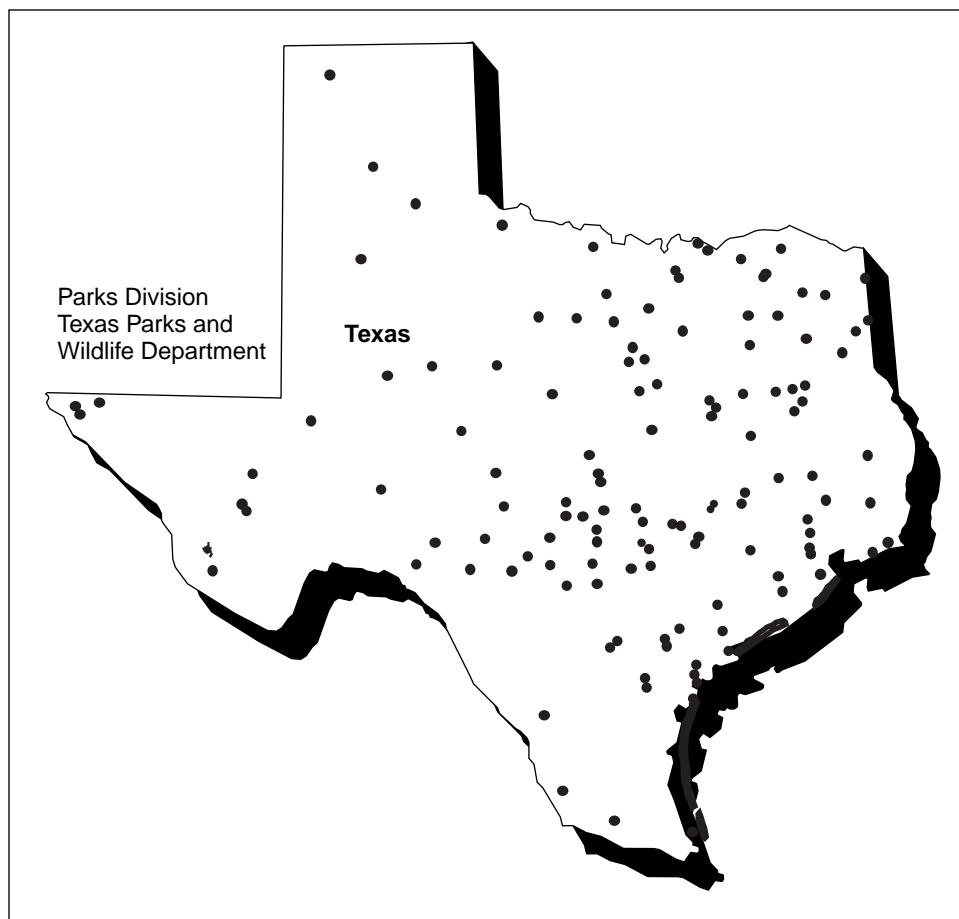 Parks Division
Texas Parks and
Wildlife Department
Texas